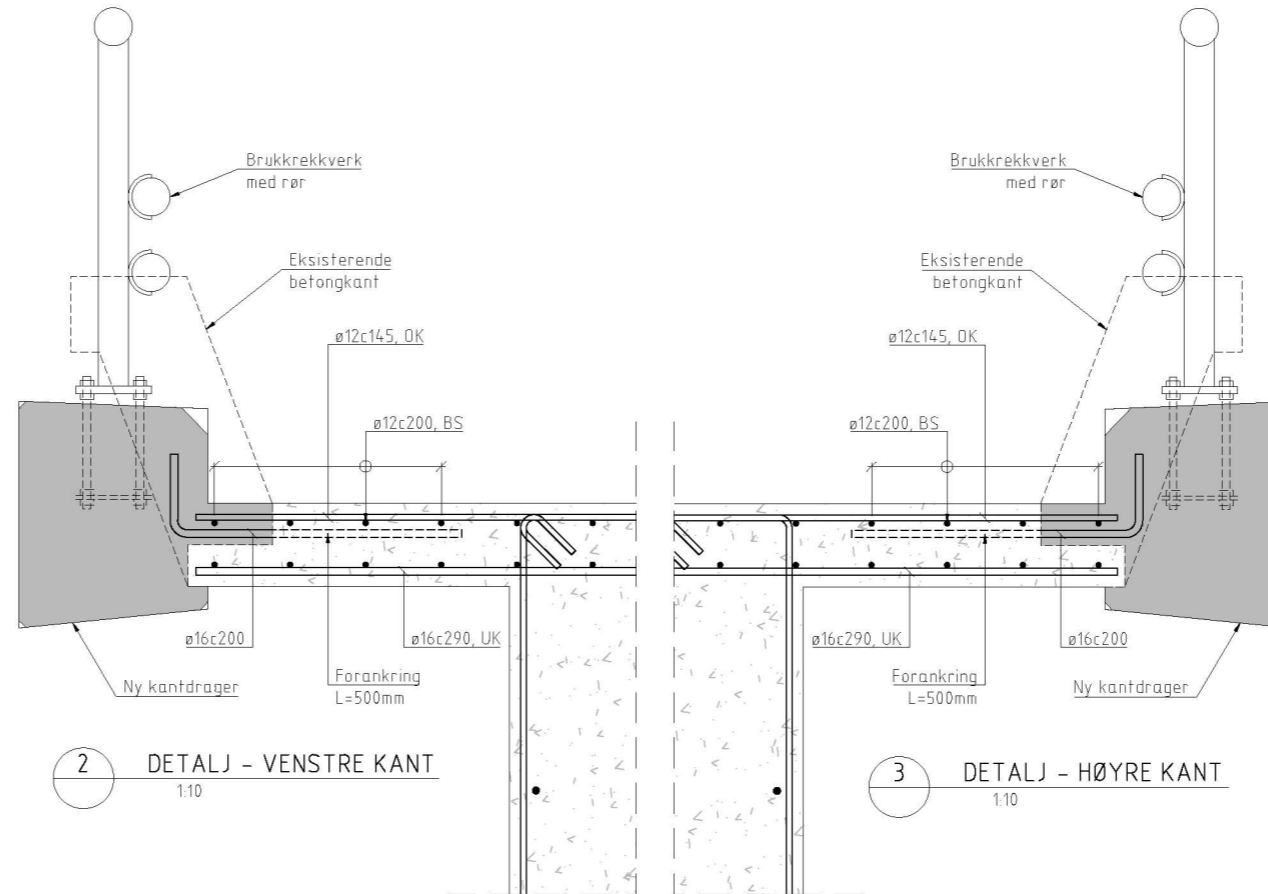 Brukkrekkverk
med rør
Eksisterende
betongkant
ø12c145, OK
ø12c200, BS
ø16c200
ø16c290, UK
Forankring
L=500mm
Ny kantdrager
2
DETALJ - VENSTRE KANT
1:10
Brukkrekkverk
med rør
Eksisterende
betongkant
ø12c145, OK
ø12c200, BS
ø16c290, UK
ø16c200
Forankring
L=500mm
Ny kantdrager
3
DETALJ - HØYRE KANT
1:10